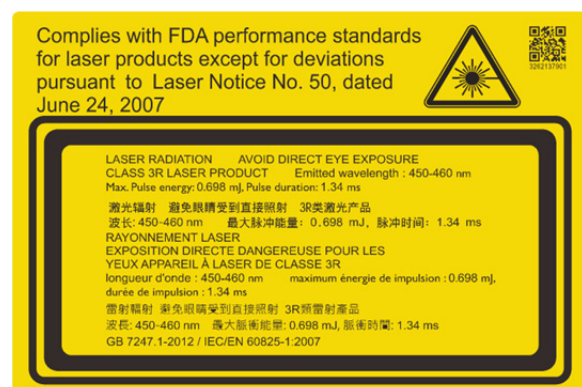 Complies with FDA performance standards
for laser products except for deviations
pursuant to Laser Notice No. 50, dated
June 24, 2007
3262137901
LASER RADIATION AVOID DIRECT EYE EXPOSURE
CLASS 3R LASER PRODUCT Emitted wavelength : 450-460 nm
Max. Pulse energy: 0.698 mJ, Pulse duration: 1.34 ms
激光辐射 避免眼睛受到直接照射 3R类激光产品
波长: 450-460 nm 最大脉冲能量: 0.698 mJ, 脉冲时间: 1.34 ms
RAYONNEMENT LASER
EXPOSITION DIRECTE DANGEREUSE POUR LES
YEUX APPAREIL À LASER DE CLASSE 3R
longueur d'onde : 450-460 nm maximum énergie de impulsion : 0.698 mJ,
durée de impulsion : 1.34 ms
雷射輻射 避免眼睛受到直接照射 3R類雷射產品
波長: 450-460 nm 最大脈衝能量: 0.698 mJ, 脈衝時間: 1.34 ms
GB 7247.1-2012 / IEC/EN 60825-1:2007